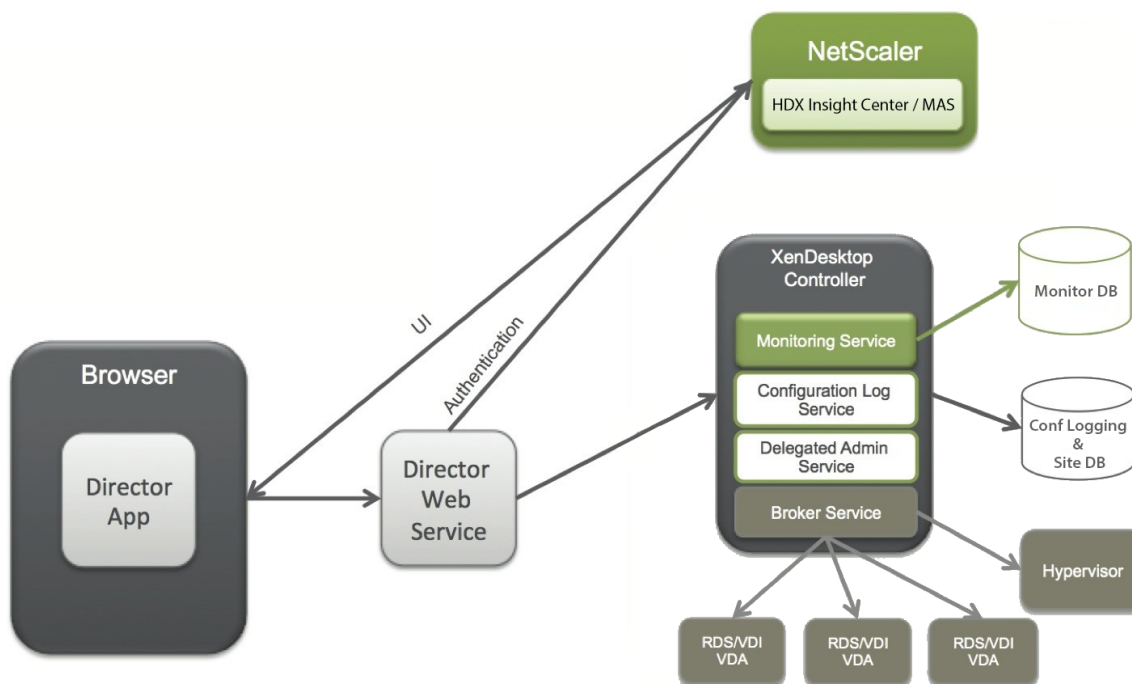 NetScaler
HDX Insight Center / MAS
XenDesktop
Controller
Monitoring Service
Configuration Log
Service
Delegated Admin
Service
Broker Service
Monitor DB
Conf Logging
&
Site DB
Hypervisor
UI
Authentication
Browser
Director
App
Director
Web
Service
RDS/VDI
VDA
RDS/VDI
VDA
RDS/VDI
VDA